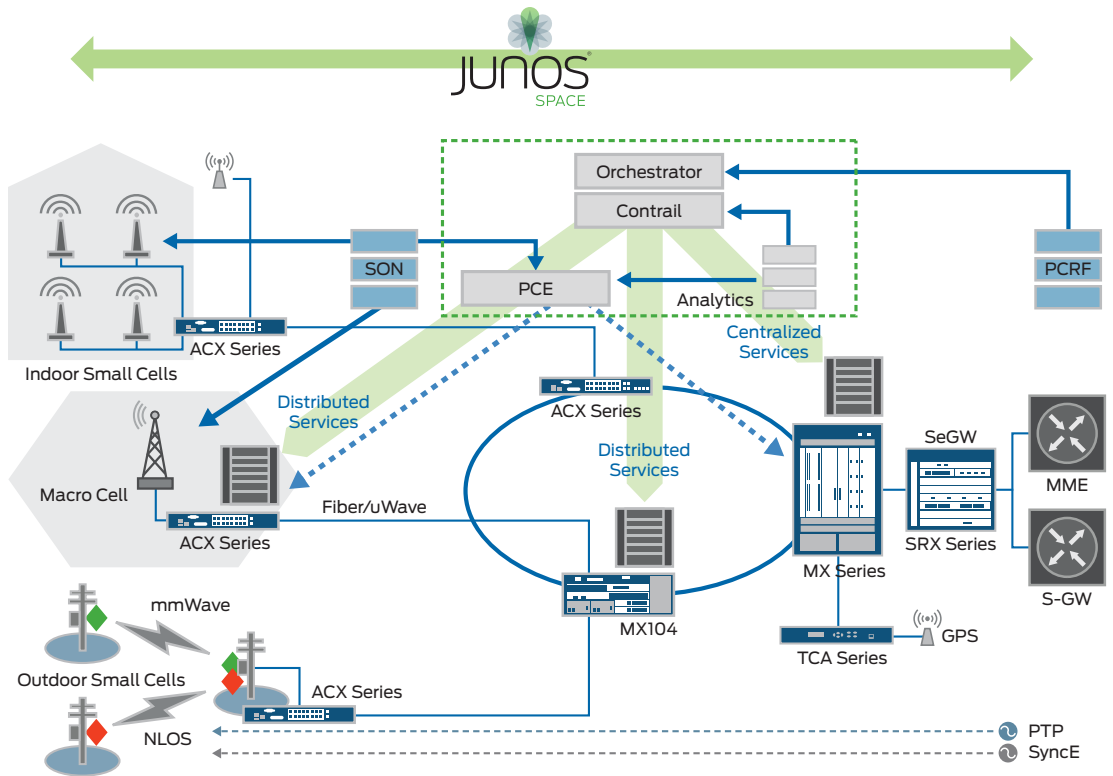 JUNOS®
SPACE
Orchestrator
Contrail
SON
PCE
Analytics
PCRF
ACX Series
Indoor Small Cells
Centralized
Services
Distributed
Services
ACX Series
Distributed
Services
SeGW
MME
Macro Cell
Fiber/uWave
ACX Series
SRX Series
MX Series
S-GW
mmWave
MX104
GPS
TCA Series
Outdoor Small Cells
ACX Series
NLOS
PTP
SyncE